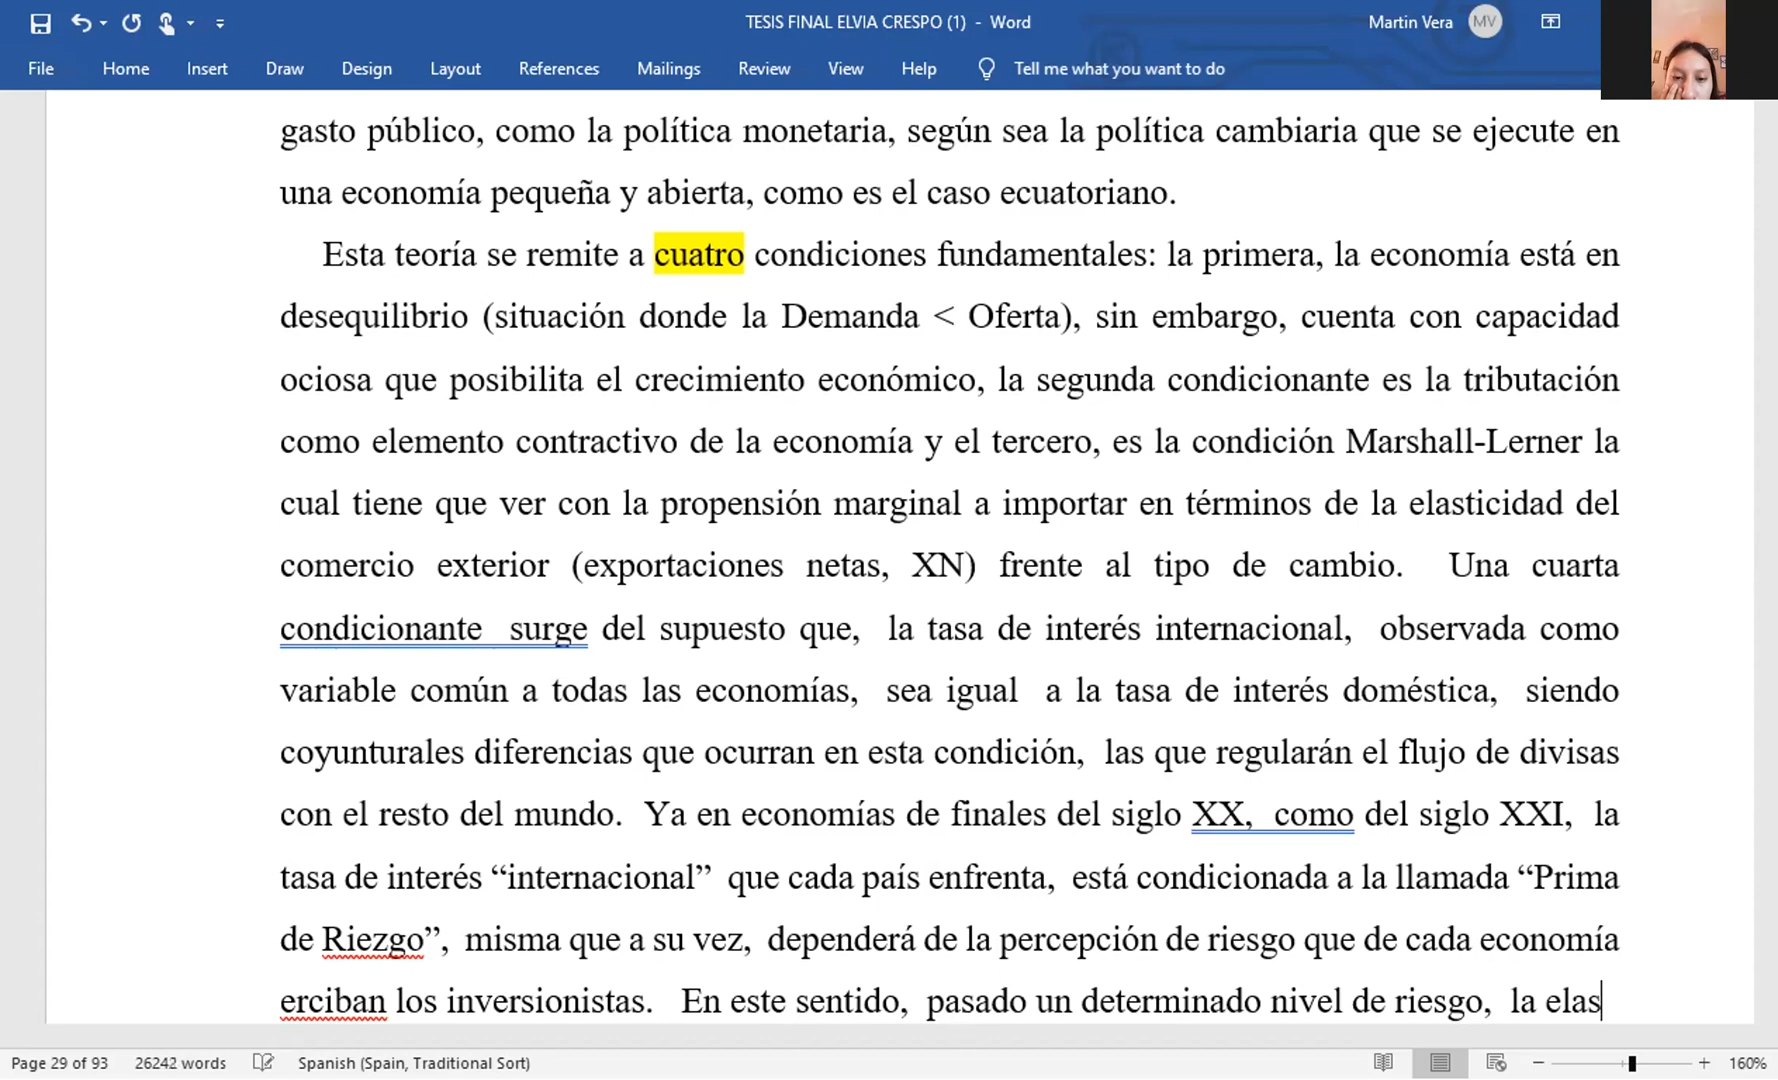 TESIS FINAL ELVIA CRESPO (1) - Word
Martin Vera MV
File Home Insert Draw Design Layout References Mailings Review View Help Tell me what you want to do
gasto público, como la política monetaria, según sea la política cambiaria que se ejecute en
una economía pequeña y abierta, como es el caso ecuatoriano.
Esta teoría se remite a cuatro condiciones fundamentales: la primera, la economía está en
desequilibrio (situación donde la Demanda < Oferta), sin embargo, cuenta con capacidad
ociosa que posibilita el crecimiento económico, la segunda condicionante es la tributación
como elemento contractivo de la economía y el tercero, es la condición Marshall-Lerner la
cual tiene que ver con la propensión marginal a importar en términos de la elasticidad del
comercio exterior (exportaciones netas, XN) frente al tipo de cambio. Una cuarta
condicionante surge del supuesto que, la tasa de interés internacional, observada como
variable común a todas las economías, sea igual a la tasa de interés doméstica, siendo
coyunturales diferencias que ocurran en esta condición, las que regularán el flujo de divisas
con el resto del mundo. Ya en economías de finales del siglo XX, como del siglo XXI, la
tasa de interés “internacional” que cada país enfrenta, está condicionada a la llamada “Prima
de Riezgo”, misma que a su vez, dependerá de la percepción de riesgo que de cada economía
erciban los inversionistas. En este sentido, pasado un determinado nivel de riesgo, la elas
Page 29 of 93 26242 words Spanish (Spain, Traditional Sort) 160%